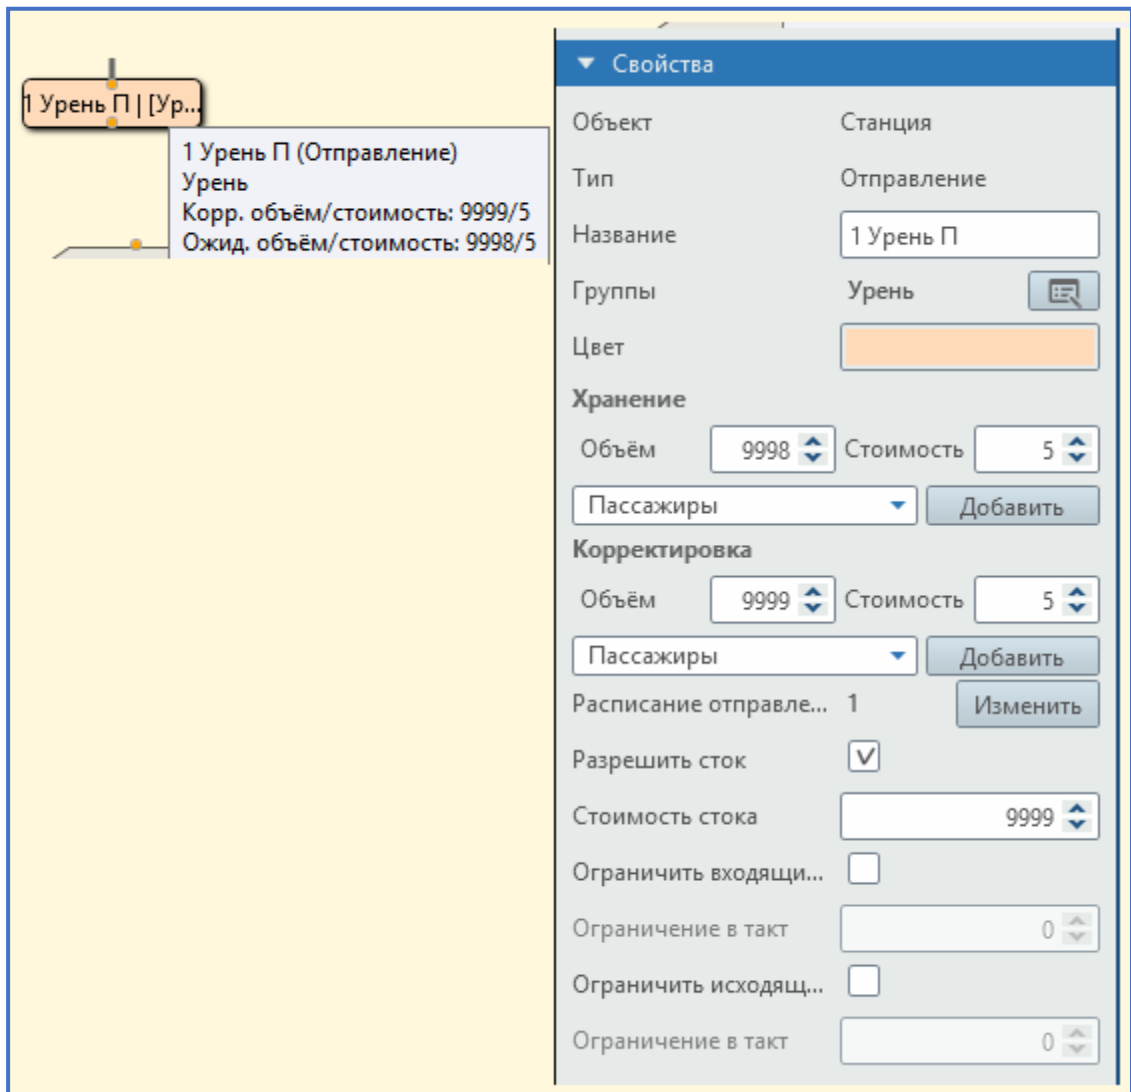 1 Урень П | [Ур...
1 Урень П (Отправление)
Урень
Корр. объём/стоимость: 9999/5
Ожид. объём/стоимость: 9998/5
Свойства
Объект Станция
Тип Отправление
Название 1 Урень П
Группы Урень
Цвет
Хранение
Объём 9998 Стоимость 5
Пассажиры Добавить
Корректировка
Объём 9999 Стоимость 5
Пассажиры Добавить
Расписание отправле... 1 Изменить
Разрешить сток
Стоимость стока 9999
Ограничить входящи...
Ограничение в такт 0
Ограничить исходящ...
Ограничение в такт 0